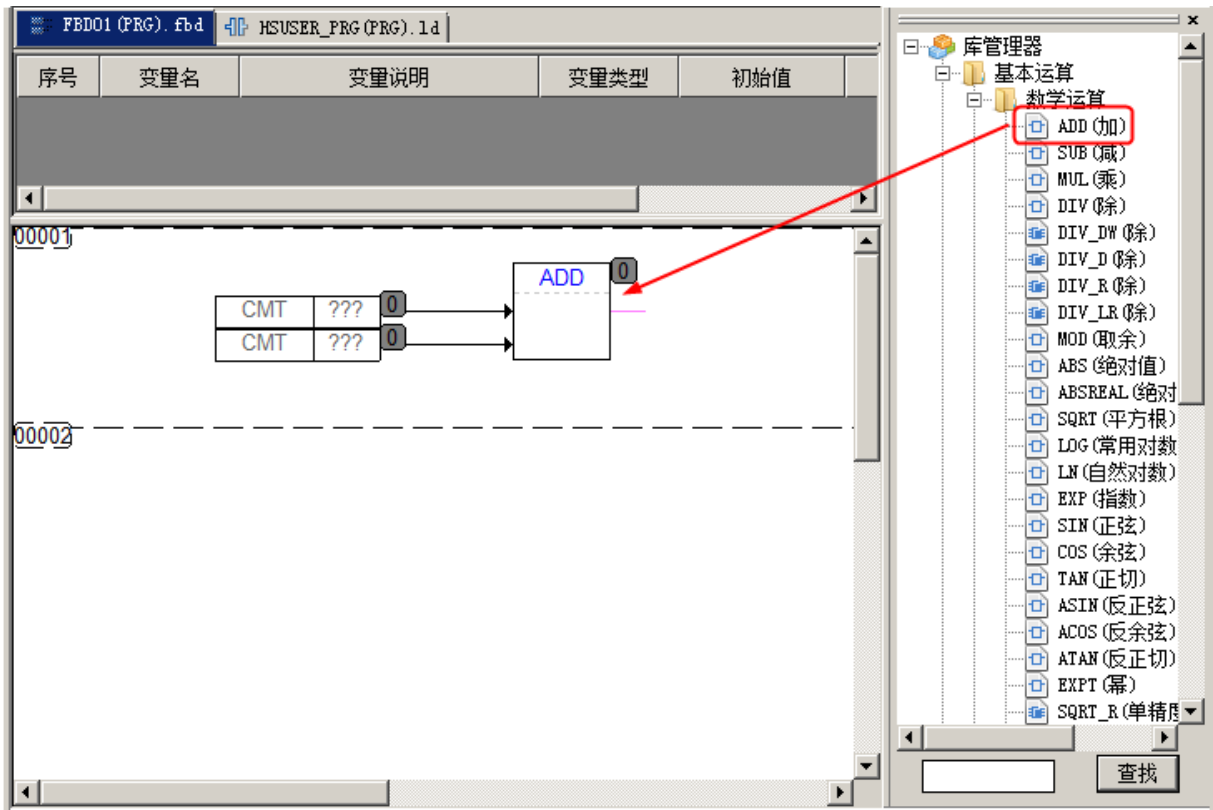 FBD01(PRG).fbd HSUSER_PRG(PRG).ld
序号 变量名 变量说明 变量类型 初始值
00001
ADD 0
CMT ??? 0
CMT ??? 0
00002
库管理器
基本运算
数学运算
ADD(加)
SUB(减)
MUL(乘)
DIV(除)
DIV_DW(除)
DIV_D(除)
DIV_R(除)
DIV_LR(除)
MOD(取余)
ABS(绝对值)
ABSREAL(绝对
SQRT(平方根)
LOG(常用对数
LN(自然对数)
EXP(指数)
SIN(正弦)
COS(余弦)
TAN(正切)
ASIN(反正弦)
ACOS(反余弦)
ATAN(反正切)
EXPT(幂)
SQRT_R(单精度
查找